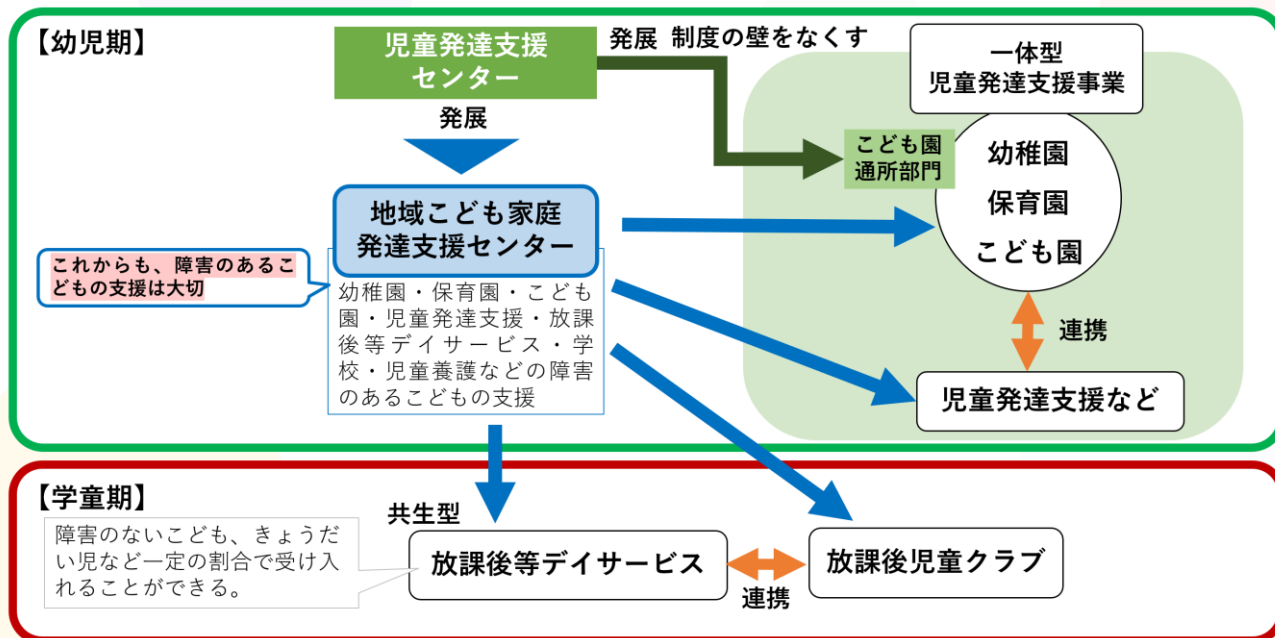 【幼児期】
児童発達支援
センター
発展 制度の壁をなくす
一体型
児童発達支援事業
発展
こども園
通所部門
幼稚園
保育園
こども園
地域こども家庭
発達支援センター
これからも、障害のあるこ
どもの支援は大切
幼稚園・保育園・こども
園・児童発達支援・放課
後等デイサービス・学
校・児童養護などの障害
のあるこどもの支援
連携
児童発達支援など
【学童期】
共生型
障害のないこども、きょうだ
い児など一定の割合で受け入
れることができる。
放課後等デイサービス
連携
放課後児童クラブ